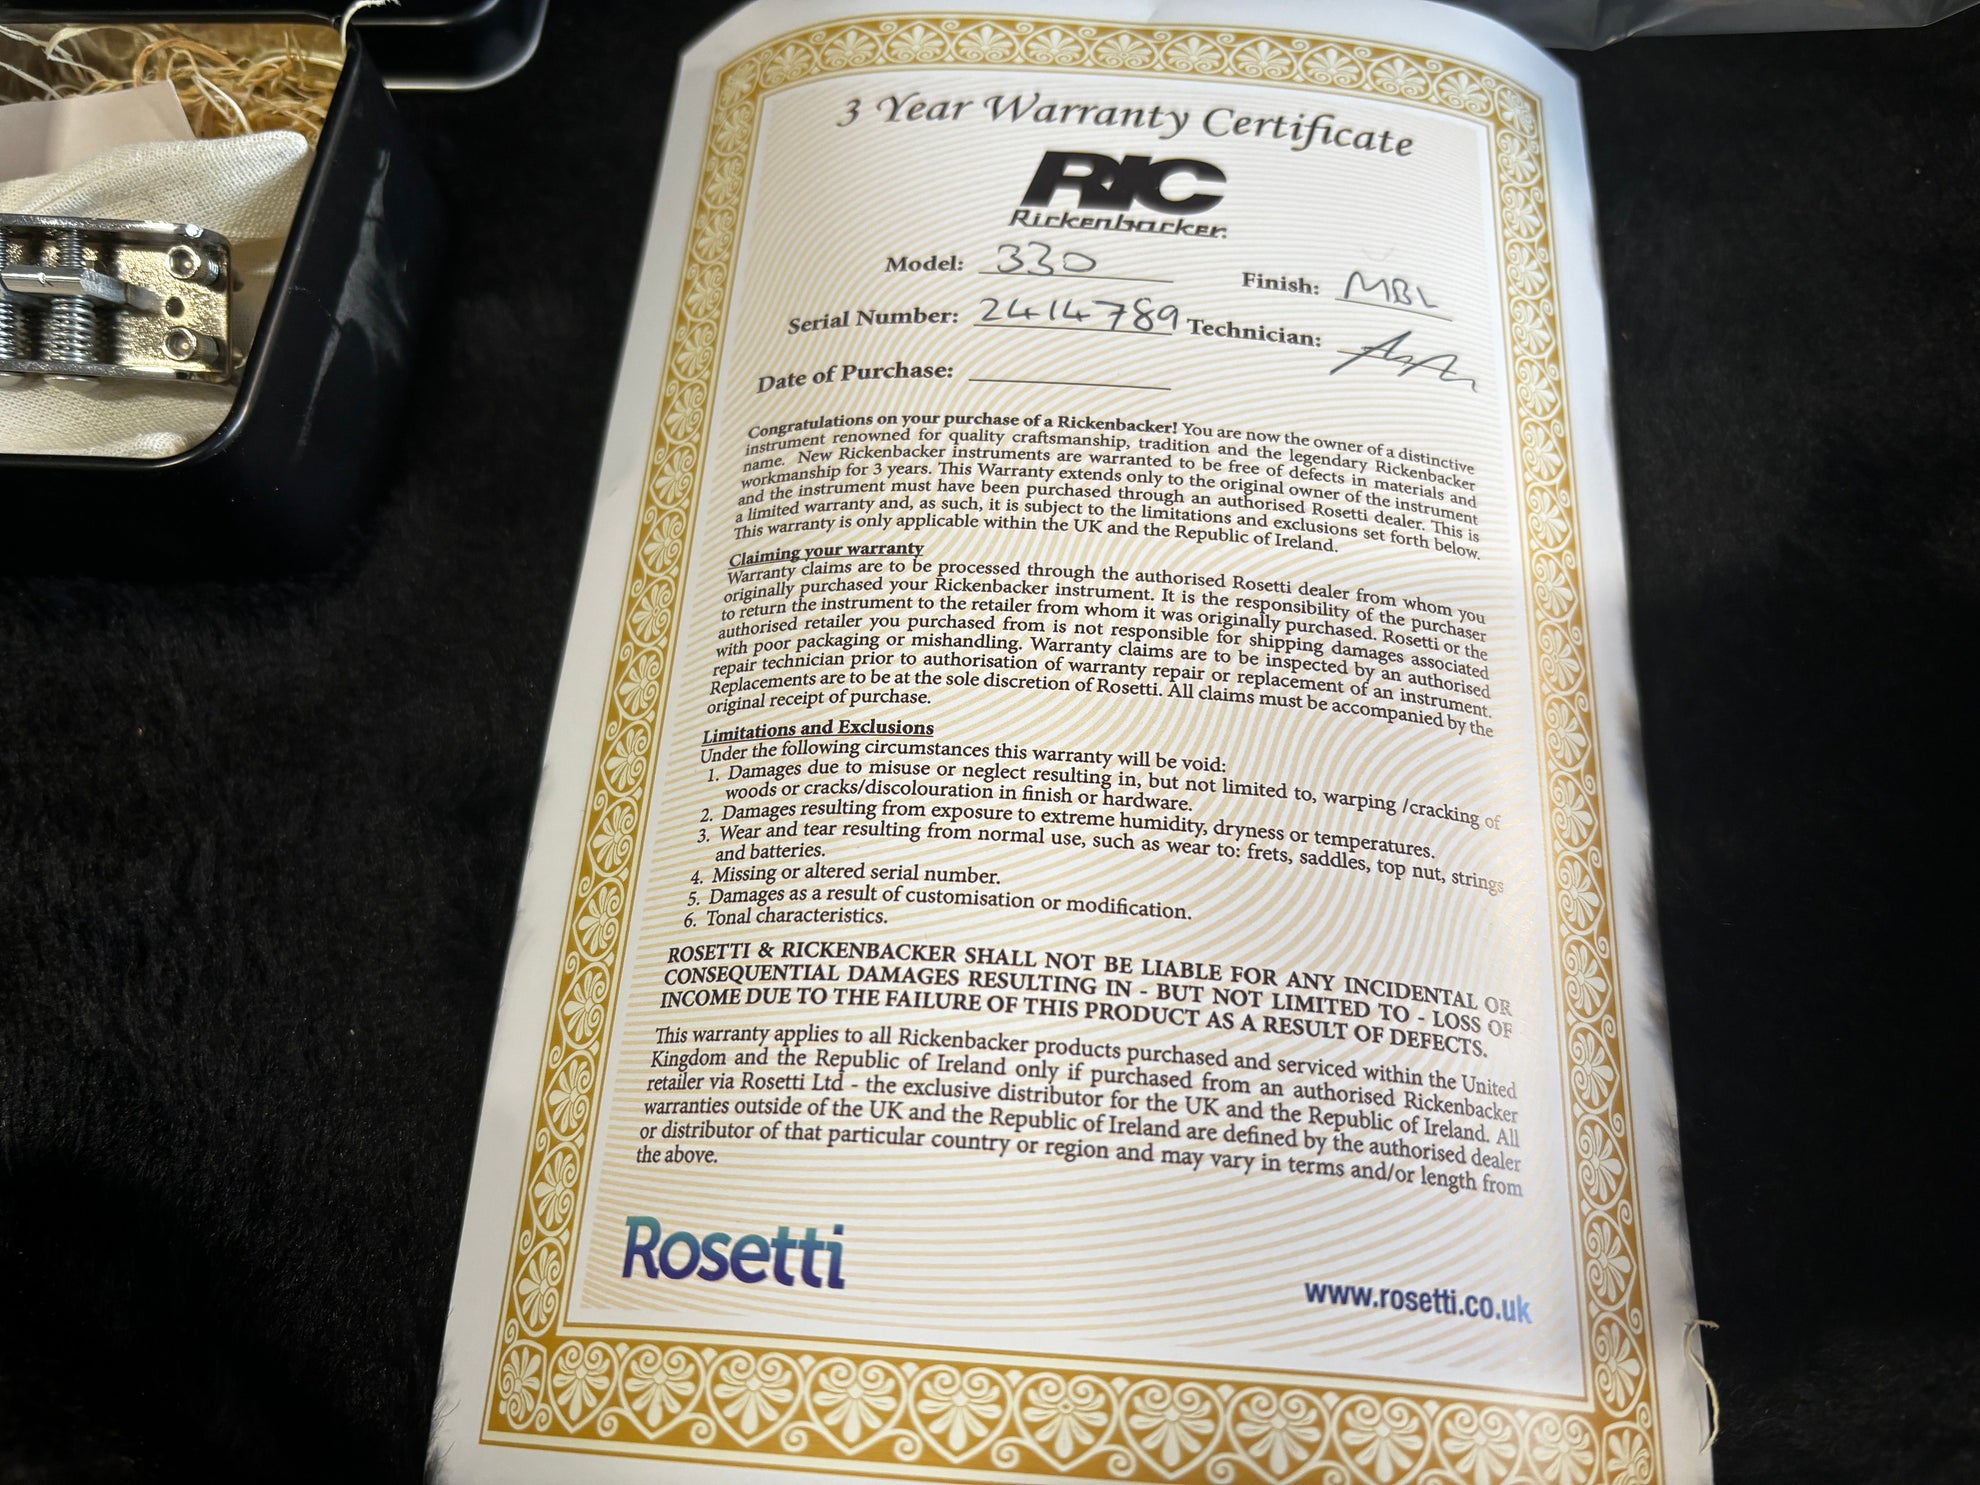 3 Year Warranty Certificate
RIC
Rickenbacker
Model: 330 Finish: MBL
Serial Number: 2414789 Technician:
Date of Purchase:
Congratulations on your purchase of a Rickenbacker! You are now the owner of a distinctive
instrument renowned for quality craftsmanship, tradition and the legendary Rickenbacker
name. New Rickenbacker instruments are warranted to be free of defects in materials and
workmanship for 3 years. This Warranty extends only to the original owner of the instrument
and the instrument must have been purchased through an authorised Rosetti dealer. This is
a limited warranty and, as such, it is subject to the limitations and exclusions set forth below.
This warranty is only applicable within the UK and the Republic of Ireland.
Claiming your warranty
Warranty claims are to be processed through the authorised Rosetti dealer from whom you
originally purchased your Rickenbacker instrument. It is the responsibility of the purchaser
to return the instrument to the retailer from whom it was originally purchased. Rosetti or the
authorised retailer you purchased from is not responsible for shipping damages associated
with poor packaging or mishandling. Warranty claims are to be inspected by an authorised
repair technician prior to authorisation of warranty repair or replacement of an instrument.
Replacements are to be at the sole discretion of Rosetti. All claims must be accompanied by the
original receipt of purchase.
Limitations and Exclusions
Under the following circumstances this warranty will be void:
1. Damages due to misuse or neglect resulting in, but not limited to, warping /cracking of
woods or cracks/discolouration in finish or hardware.
2. Damages resulting from exposure to extreme humidity, dryness or temperatures.
3. Wear and tear resulting from normal use, such as wear to: frets, saddles, top nut, strings
and batteries.
4. Missing or altered serial number.
5. Damages as a result of customisation or modification.
6. Tonal characteristics.
ROSETTI & RICKENBACKER SHALL NOT BE LIABLE FOR ANY INCIDENTAL OR
CONSEQUENTIAL DAMAGES RESULTING IN - BUT NOT LIMITED TO - LOSS OF
INCOME DUE TO THE FAILURE OF THIS PRODUCT AS A RESULT OF DEFECTS.
This warranty applies to all Rickenbacker products purchased and serviced within the United
Kingdom and the Republic of Ireland only if purchased from an authorised Rickenbacker
retailer via Rosetti Ltd - the exclusive distributor for the UK and the Republic of Ireland. All
warranties outside of the UK and the Republic of Ireland are defined by the authorised dealer
or distributor of that particular country or region and may vary in terms and/or length from
the above.
Rosetti
www.rosetti.co.uk